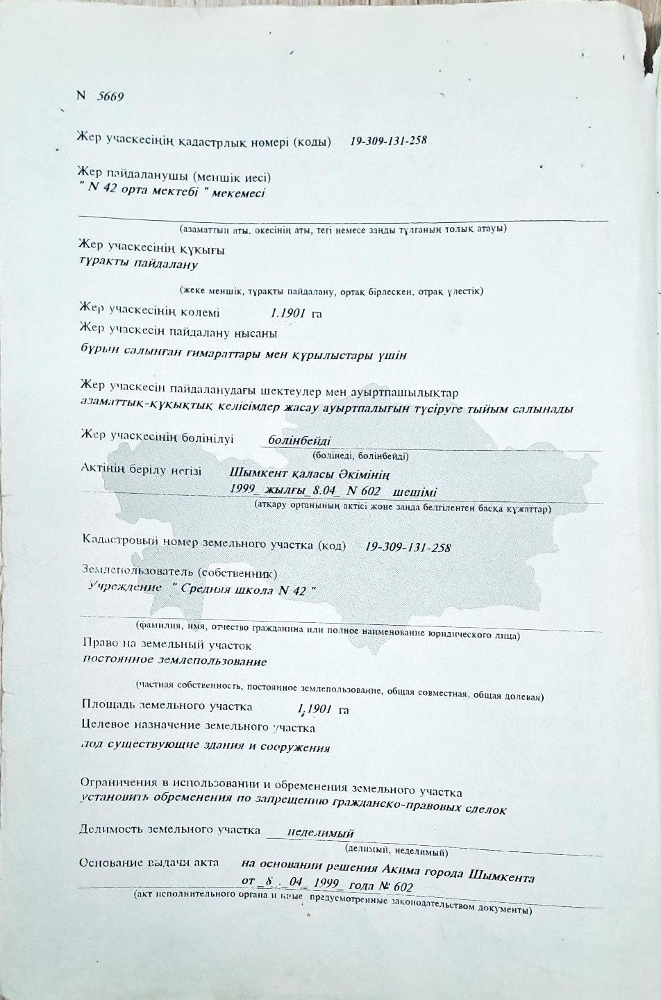 N 5669
Жер учаскесіңің қадастрлық номері (коды) 19-309-131-258
Жер пайдаланушы (меншік иесі)
" N 42 орта мектебі " мекемесі
(азаматтың аты. әкесінің аты, тегі немесе заңды тұлғаның толық атауы)
Жер учаскесінің құқығы
тұрақты пайдалану
(жеке меншік, тұрақты пайдалану, ортақ бірлескен, отрақ үлестік)
Жер учаскесінің көлемі 1.1901 га
Жер учаскесін пайдалану нысаны
бұрын салынған ғимараттары мен құрылыстары үшін
Жер учаскесін пайдаланудағы шектеулер мен ауыртпашылықтар
азаматтық-құқықтық келісімдер жасау ауыртпалығын түсіруге тыйым салынады
Жер учаскесінің бөлінілуі бөлінбейді
(бөлінеді, бөлінбейді)
Актінің берілу негізі Шымкент қаласы Әкімінің
1999_ жылғы_8.04_ N 602 шешімі
(атқару органының актісі және заңда белгіленген басқа құжаттар)
Кадастровый номер земельного участка (код) 19-309-131-258
Землепользователь (собственник)
Учреждение " Средняя школа N 42 "
(фамилия, имя, отчество гражданина или полное наименование юридического лица)
Право на земельный участок
постоянное землепользование
(частная собственность, постоянное землепользование, общая совместная, общая долевая)
Площадь земельного участка 1,1901 га
Целевое назначение земельного участка
под существующие здания и сооружения
Ограничения в использовании и обременения земельного участка
установить обременения по запрещению гражданско-правовых сделок
Делимость земельного участка неделимый
(делимый, неделимый)
Основание выдачи акта на основании решения Акима города Шымкента
от _8_._04_ 1999_ года № 602
(акт исполнительного органа и иные предусмотренные законодательством документы)